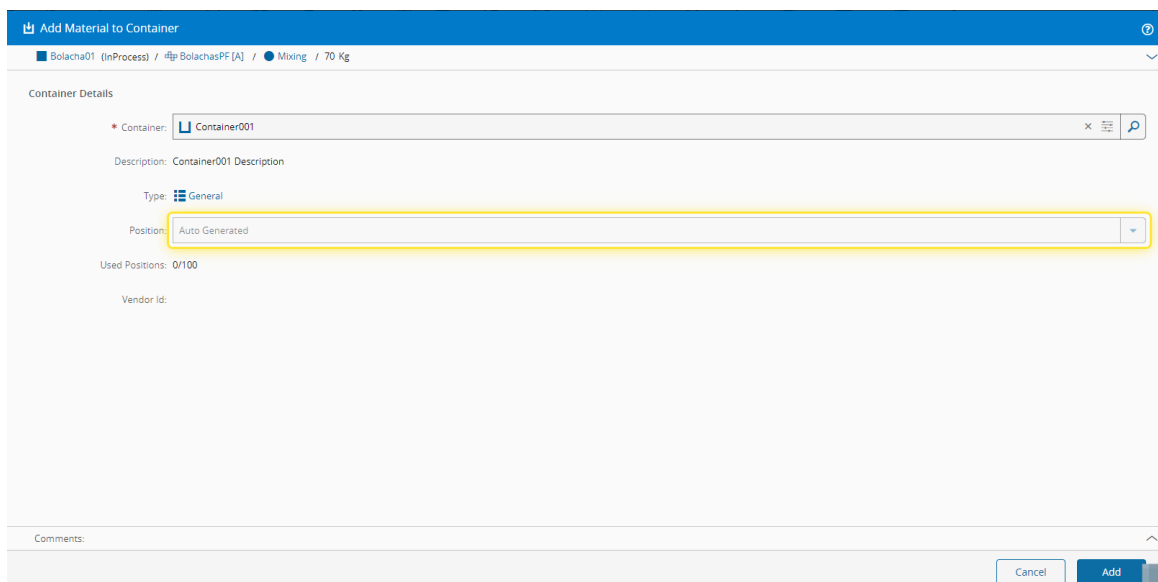 Add Material to Container
Bolacha01 (InProcess) / BolachasPF [A] / Mixing / 70 Kg
Container Details
* Container: Container001
Description: Container001 Description
Type: General
Position: Auto Generated
Used Positions: 0/100
Vendor Id:
Comments:
Cancel Add